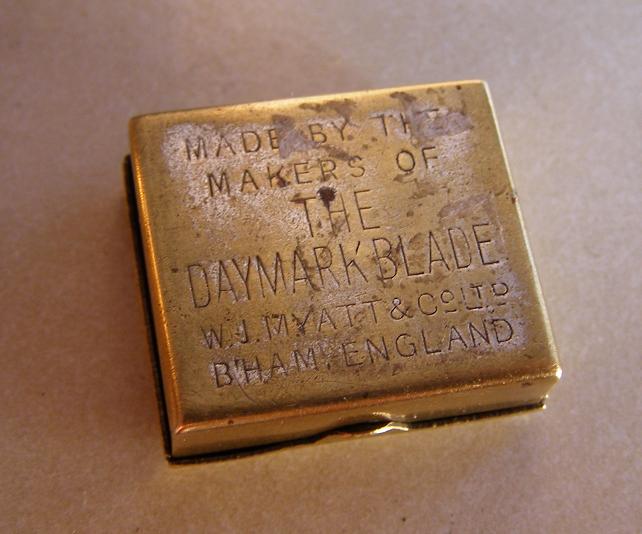 MADE BY THE
MAKERS OF
THE
DAYMARK BLADE
W.J. MYATT & Co LTD
B'HAM. ENGLAND